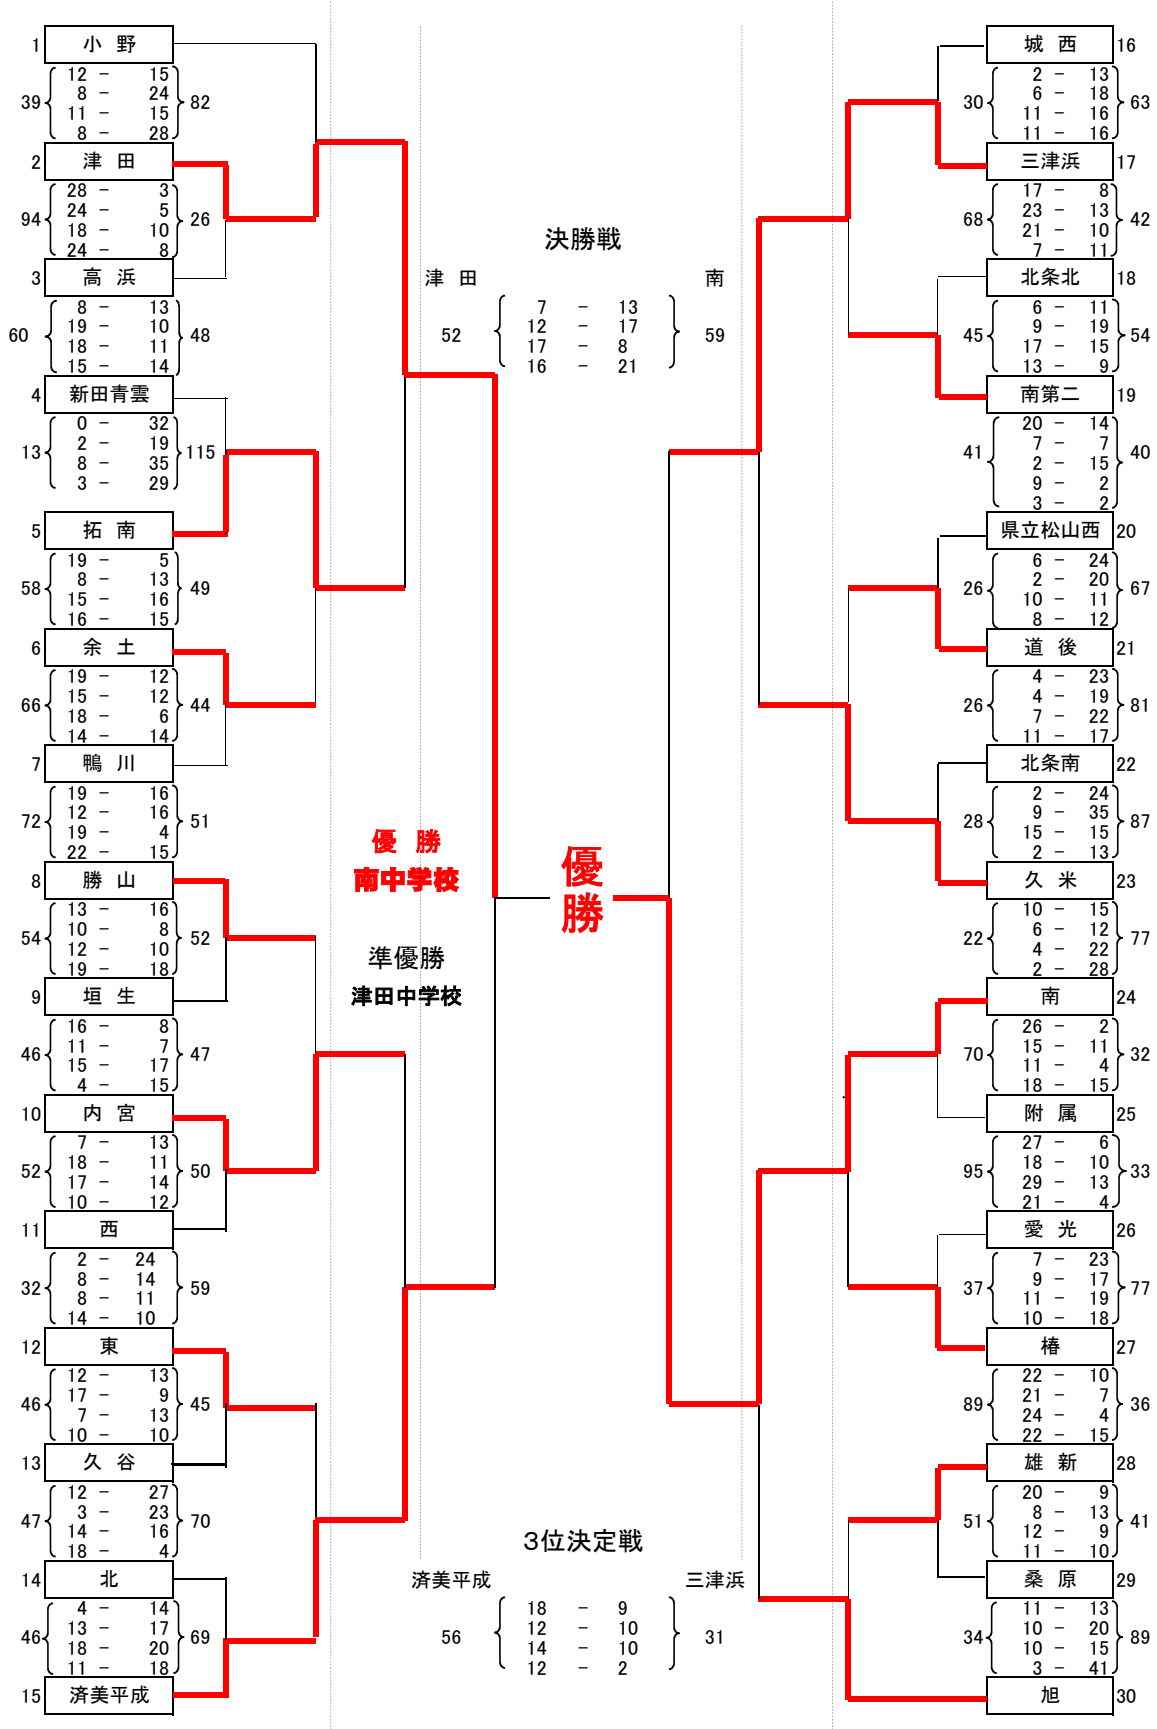 1 小 野
12 － 15
39 8 － 24 82
11 － 15
8 － 28
2 津 田
28 － 3
94 24 － 5 26
18 － 10
24 － 8
3 高 浜
8 － 13
60 19 － 10 48
18 － 11
15 － 14
4 新田青雲
0 － 32
13 2 － 19 115
8 － 35
3 － 29
5 拓 南
19 － 5
58 8 － 13 49
15 － 16
16 － 15
6 余 土
19 － 12
66 15 － 12 44
18 － 6
14 － 14
7 鴨 川
19 － 16
72 12 － 16 51
19 － 4
22 － 15
8 勝 山
13 － 16
54 10 － 8 52
12 － 10
19 － 18
9 垣 生
16 － 8
46 11 － 7 47
15 － 17
4 － 15
10 内 宮
7 － 13
52 18 － 11 50
17 － 14
10 － 12
11 西
2 － 24
32 8 － 14 59
8 － 11
14 － 10
12 東
12 － 13
46 17 － 9 45
7 － 13
10 － 10
13 久 谷
12 － 27
47 3 － 23 70
14 － 16
18 － 4
14 北
4 － 14
46 13 － 17 69
18 － 20
11 － 18
15 済美平成
決勝戦
津 田 南
7 － 13
52 12 － 17 59
17 － 8
16 － 21
優 勝
南中学校
準優勝
津田中学校
優
勝
3位決定戦
済美平成 三津浜
18 － 9
56 12 － 10 31
14 － 10
12 － 2
城 西 16
2 － 13
30 6 － 18 63
11 － 16
11 － 16
三津浜 17
17 － 8
68 23 － 13 42
21 － 10
7 － 11
北条北 18
6 － 11
45 9 － 19 54
17 － 15
13 － 9
南第二 19
20 － 14
41 7 － 7 40
2 － 15
9 － 2
3 － 2
県立松山西 20
6 － 24
26 2 － 20 67
10 － 11
8 － 12
道 後 21
4 － 23
26 4 － 19 81
7 － 22
11 － 17
北条南 22
2 － 24
28 9 － 35 87
15 － 15
2 － 13
久 米 23
10 － 15
22 6 － 12 77
4 － 22
2 － 28
南 24
26 － 2
70 15 － 11 32
11 － 4
18 － 15
附 属 25
27 － 6
95 18 － 10 33
29 － 13
21 － 4
愛 光 26
7 － 23
37 9 － 17 77
11 － 19
10 － 18
椿 27
22 － 10
89 21 － 7 36
24 － 4
22 － 15
雄 新 28
20 － 9
51 8 － 13 41
12 － 9
11 － 10
桑 原 29
11 － 13
34 10 － 20 89
10 － 15
3 － 41
旭 30